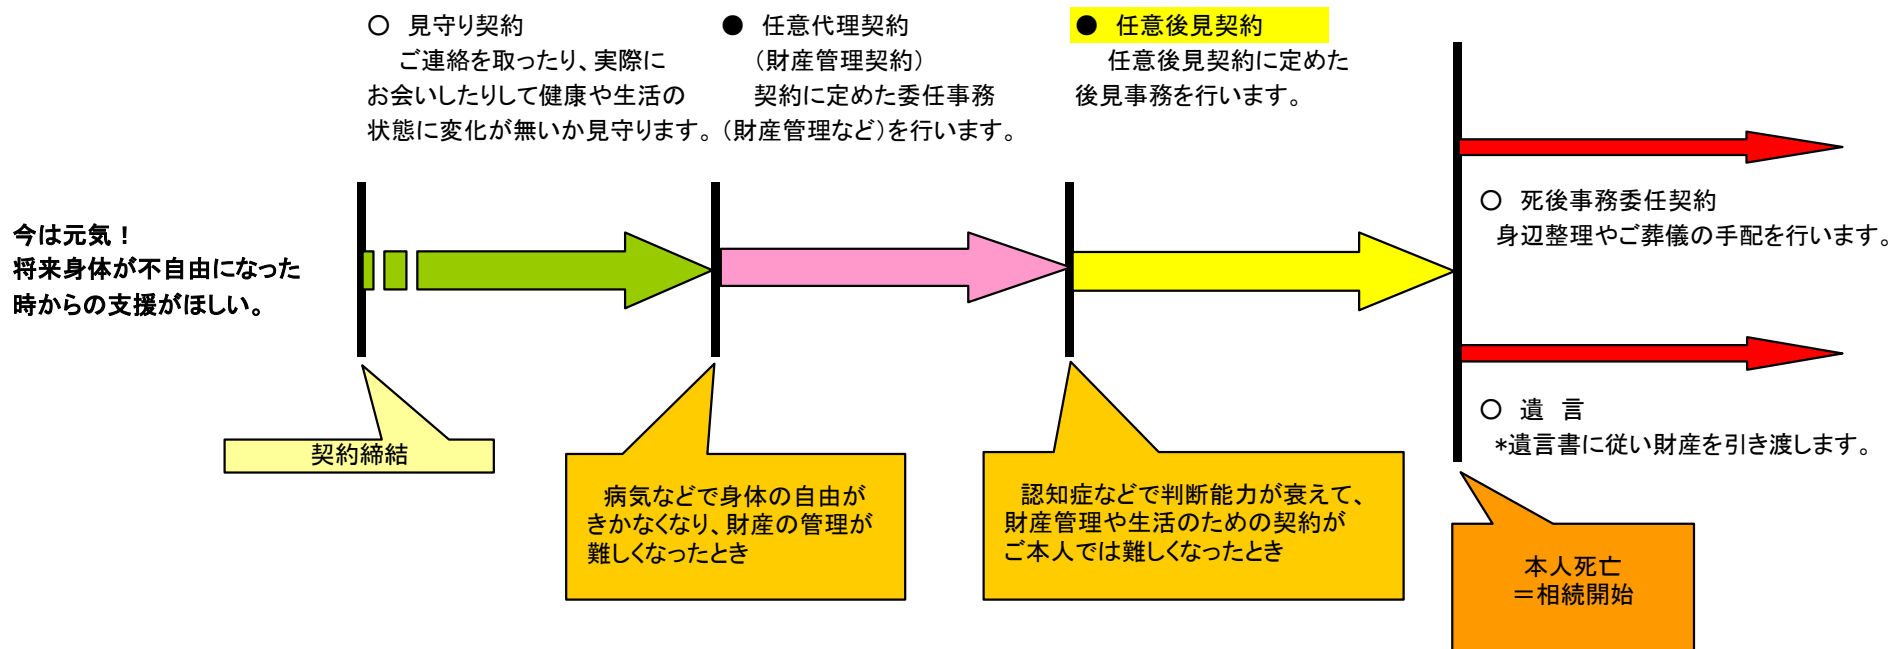 今は元気！
将来身体が不自由になった
時からの支援がほしい。
○　見守り契約
ご連絡を取ったり、実際に
お会いしたりして健康や生活の
状態に変化が無いか見守ります。
●　任意代理契約
（財産管理契約）
契約に定めた委任事務
（財産管理など）を行います。
●　任意後見契約
任意後見契約に定めた
後見事務を行います。
○　死後事務委任契約
身辺整理やご葬儀の手配を行います。
○　遺　言
*遺言書に従い財産を引き渡します。
契約締結
病気などで身体の自由が
きかなくなり、財産の管理が
難しくなったとき
認知症などで判断能力が衰えて、
財産管理や生活のための契約が
ご本人では難しくなったとき
本人死亡
＝相続開始